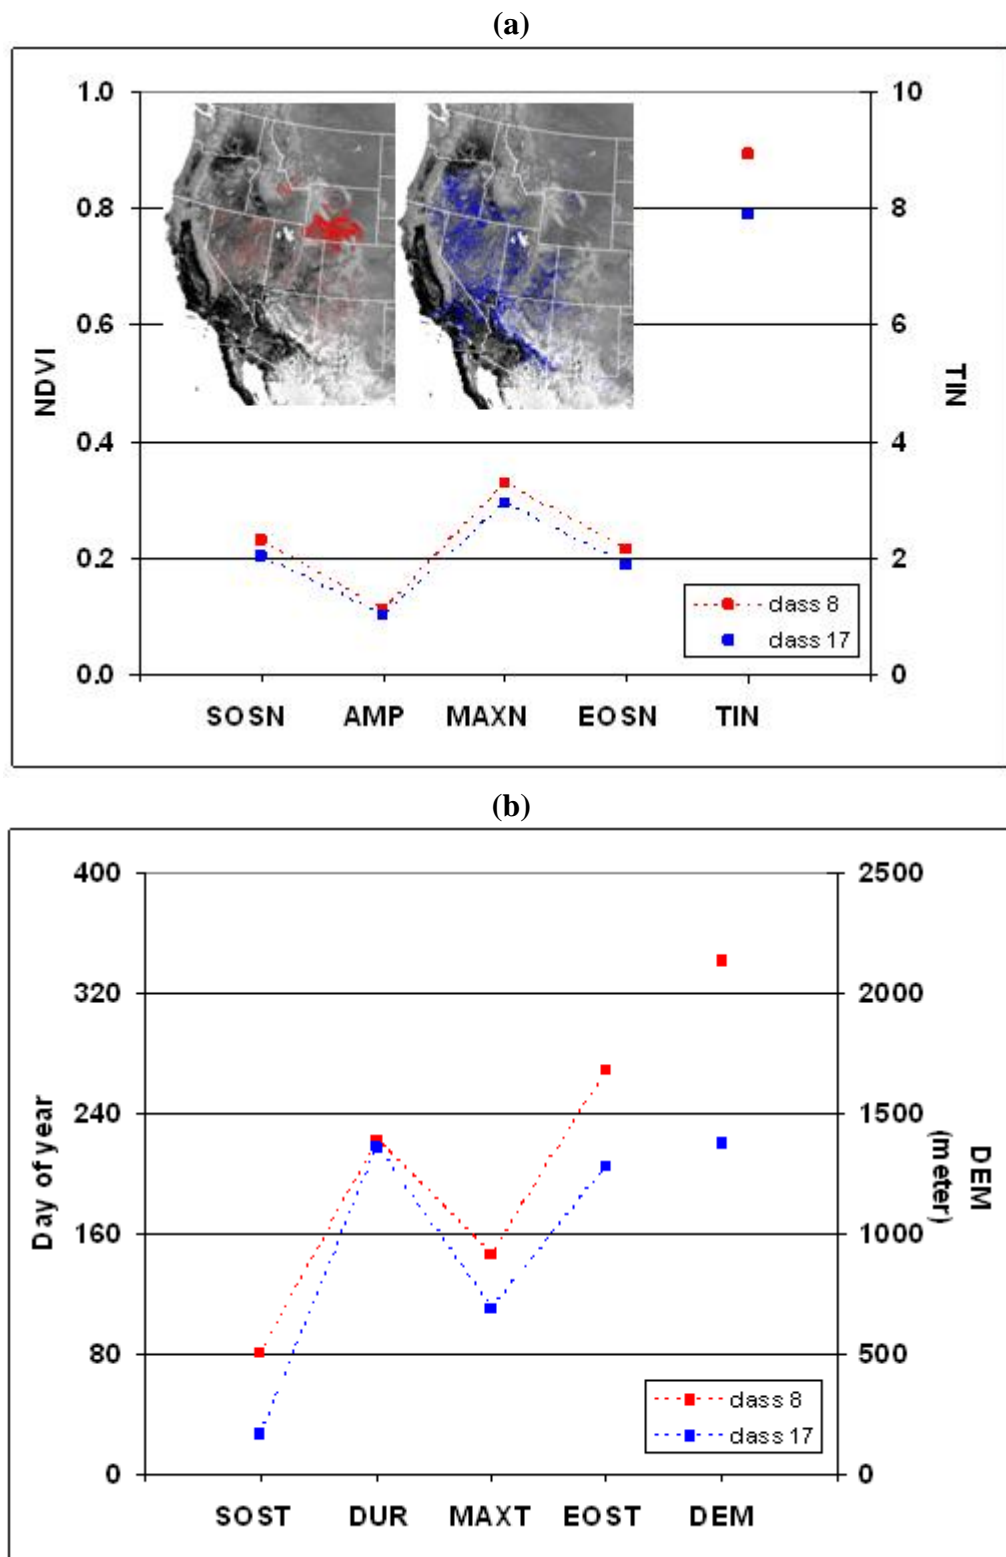 (a)
1.0
10
0.8
8
0.6
6
NDVI
TIN
0.4
4
0.2
2
class 8
class 17
0.0
0
SOSN AMP MAXN EOSN TIN
(b)
400
2500
320
2000
240
1500
Day of year
DEM
(meter)
160
1000
80
500
class 8
class 17
0
0
SOST DUR MAXT EOST DEM